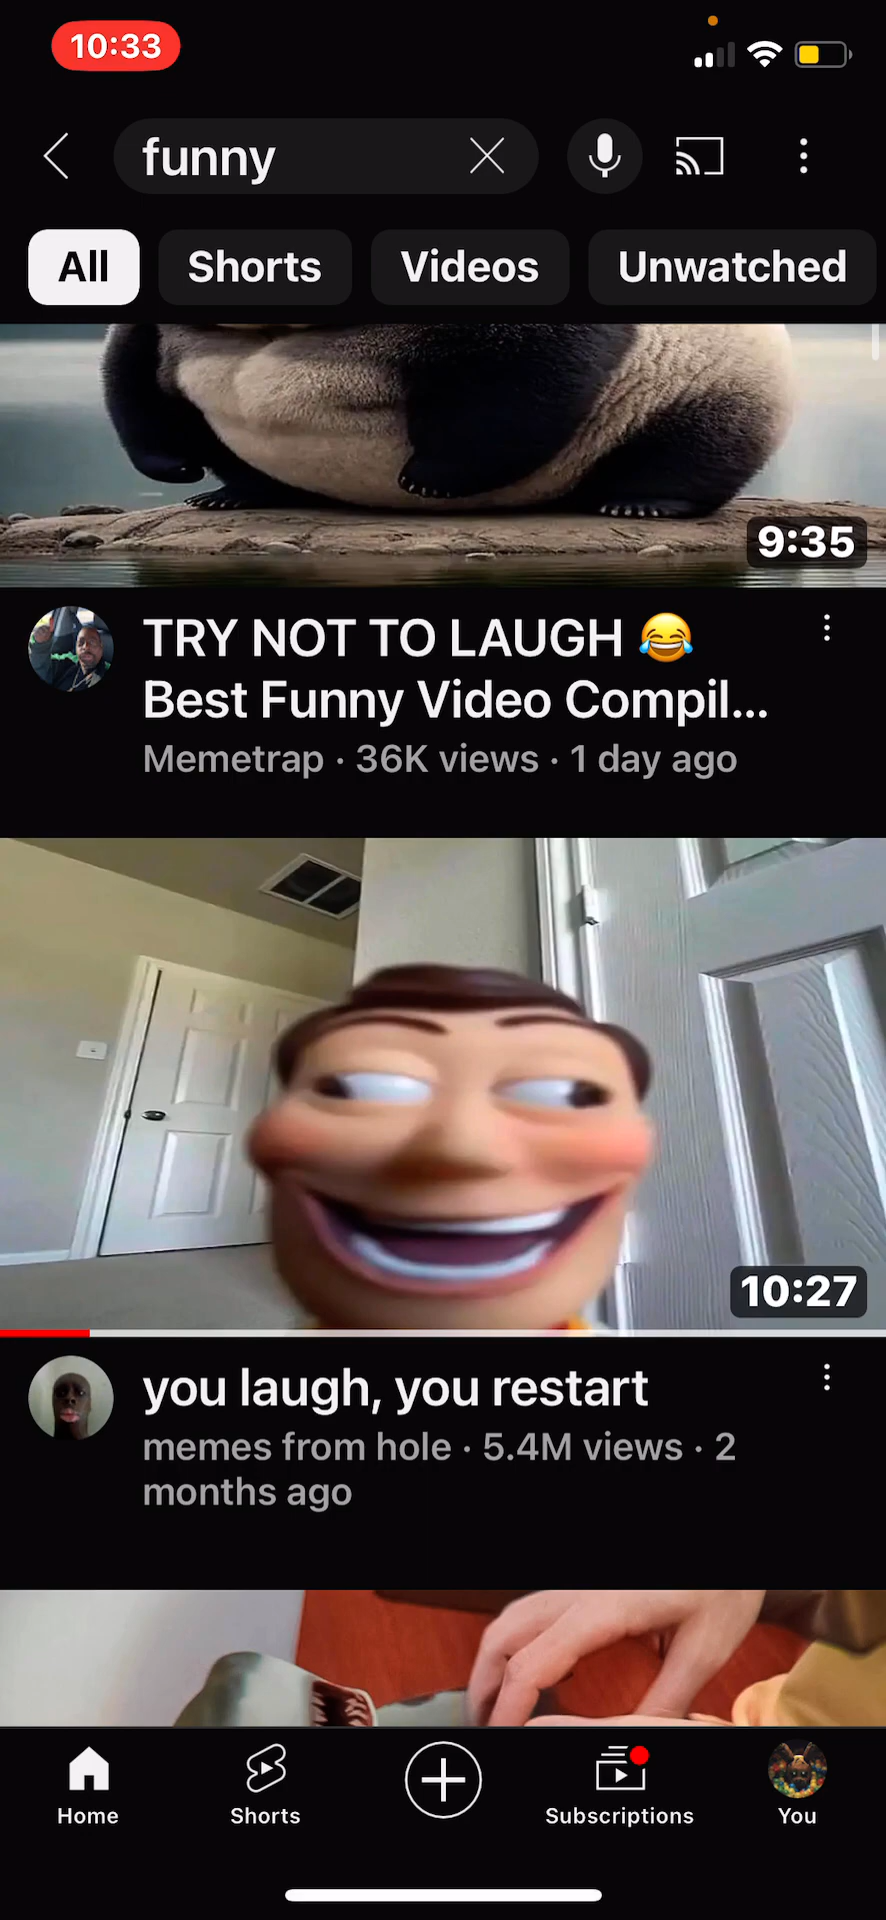 10:33
funny
All Shorts Videos Unwatched
9:35
TRY NOT TO LAUGH 😂
Best Funny Video Compil...
Memetrap · 36K views · 1 day ago
10:27
you laugh, you restart
memes from hole · 5.4M views · 2
months ago
Home Shorts Subscriptions You